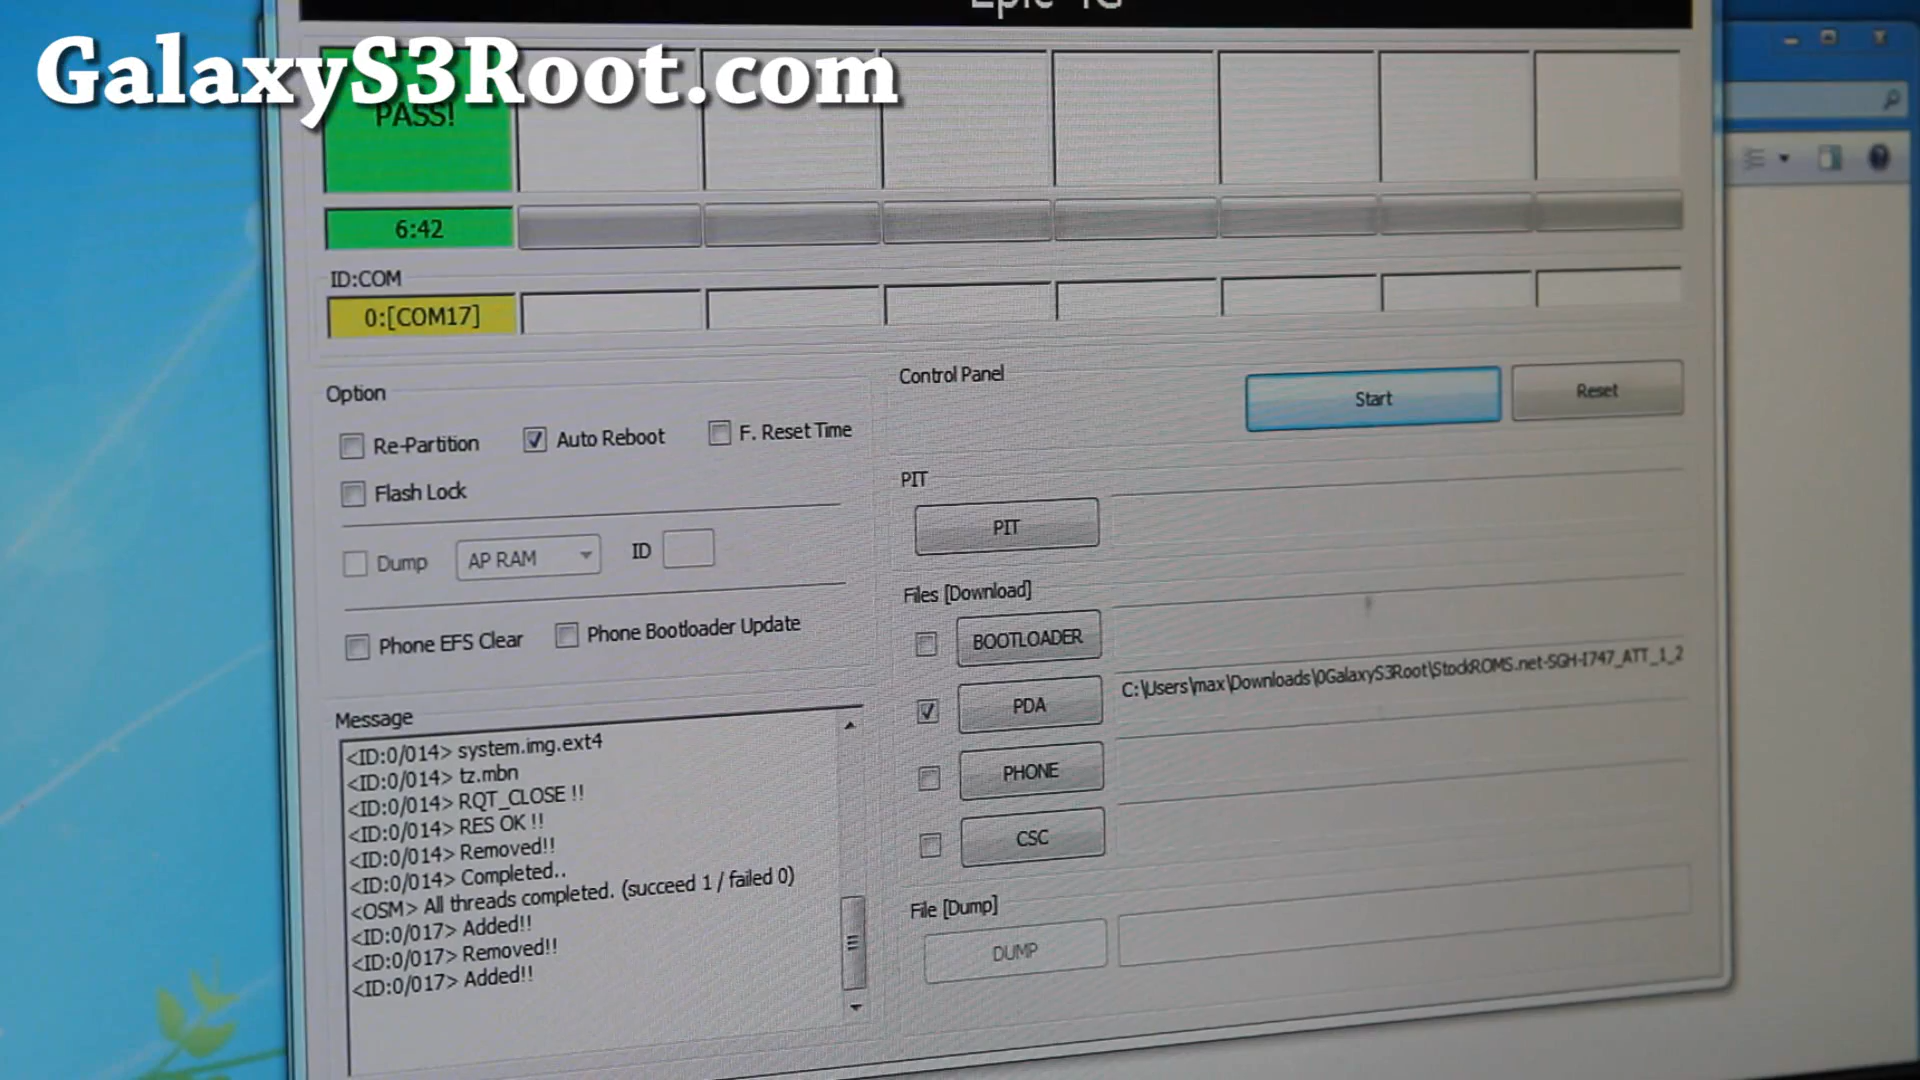 Epic 4G
GalaxyS3Root.com
PASS!
6:42
ID:COM
0:[COM17]
Option
Re-Partition
Auto Reboot
F. Reset Time
Flash Lock
Dump
AP RAM
ID
Phone EFS Clear
Phone Bootloader Update
Message
<ID:0/014> system.img.ext4
<ID:0/014> tz.mbn
<ID:0/014> RQT_CLOSE !!
<ID:0/014> RES OK !!
<ID:0/014> Removed!!
<ID:0/014> Completed..
<OSM> All threads completed. (succeed 1 / failed 0)
<ID:0/017> Added!!
<ID:0/017> Removed!!
<ID:0/017> Added!!
Control Panel
Start
Reset
PIT
PIT
Files [Download]
BOOTLOADER
PDA
C:\Users\max\Downloads\0GalaxyS3Root\StockROMS.net-SGH-I747_ATT_1_2
PHONE
CSC
File [Dump]
DUMP